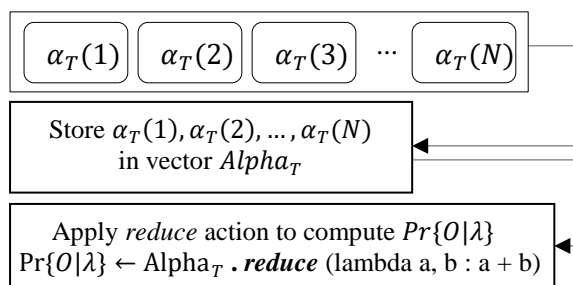 α_T(1) α_T(2) α_T(3) ⋯ α_T(N)
Store α_T(1), α_T(2), … , α_T(N)
in vector Alpha_T
Apply reduce action to compute Pr{O|λ}
Pr{O|λ} ← Alpha_T . reduce (lambda a, b : a + b)